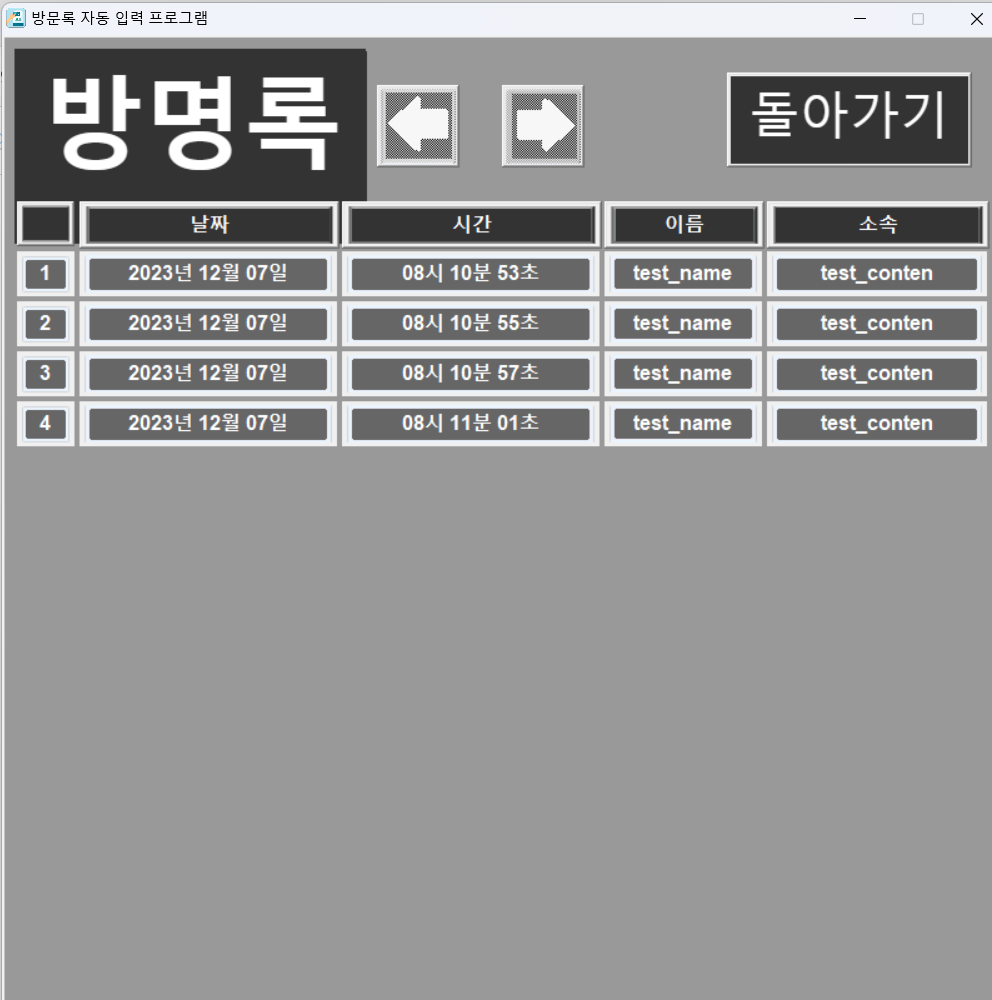 방문록 자동 입력 프로그램
방명록
돌아가기
날짜 시간 이름 소속
1 2023년 12월 07일 08시 10분 53초 test_name test_conten
2 2023년 12월 07일 08시 10분 55초 test_name test_conten
3 2023년 12월 07일 08시 10분 57초 test_name test_conten
4 2023년 12월 07일 08시 11분 01초 test_name test_conten